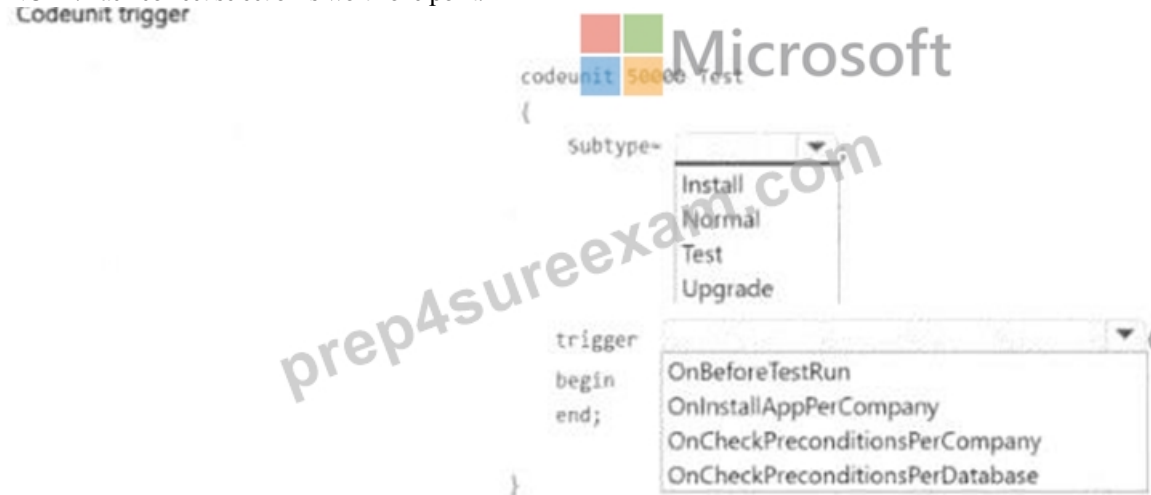 Codeunit trigger
Microsoft
codeunit 50000 Test
{
Subtype=
;
Install
Normal
Test
Upgrade
prep4sureexam.com
trigger
(
begin
end;
OnBeforeTestRun
OnInstallAppPerCompany
OnCheckPreconditionsPerCompany
OnCheckPreconditionsPerDatabase
}